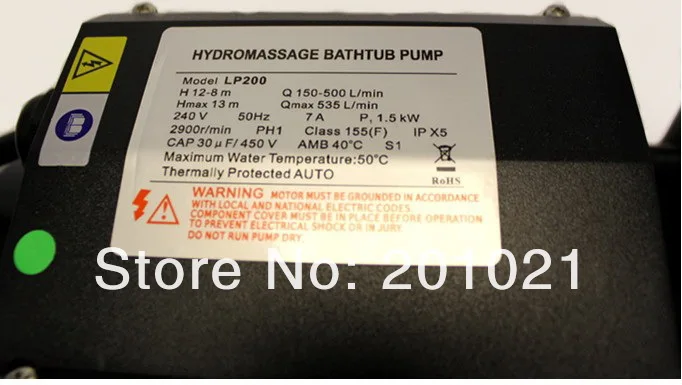 HYDROMASSAGE BATHTUB PUMP
Model LP200
H 12-8 m Q 150-500 L/min
Hmax 13 m Qmax 535 L/min
240 V 50Hz 7 A P, 1.5 kW
2900r/min PH1 Class 155(F) IP X5
CAP 30 µF/ 450 V AMB 40°C S1
Maximum Water Temperature:50°C
Thermally Protected AUTO
RoHS
WARNING MOTOR MUST BE GROUNDED IN ACCORDANCE
WITH LOCAL AND NATIONAL ELECTRIC CODES.
COMPONENT COVER MUST BE IN PLACE BEFORE OPERATION
TO PREVENT ELECTRICAL SHOCK OR IN JURY.
DO NOT RUN PUMP DRY.
Store No: 201021